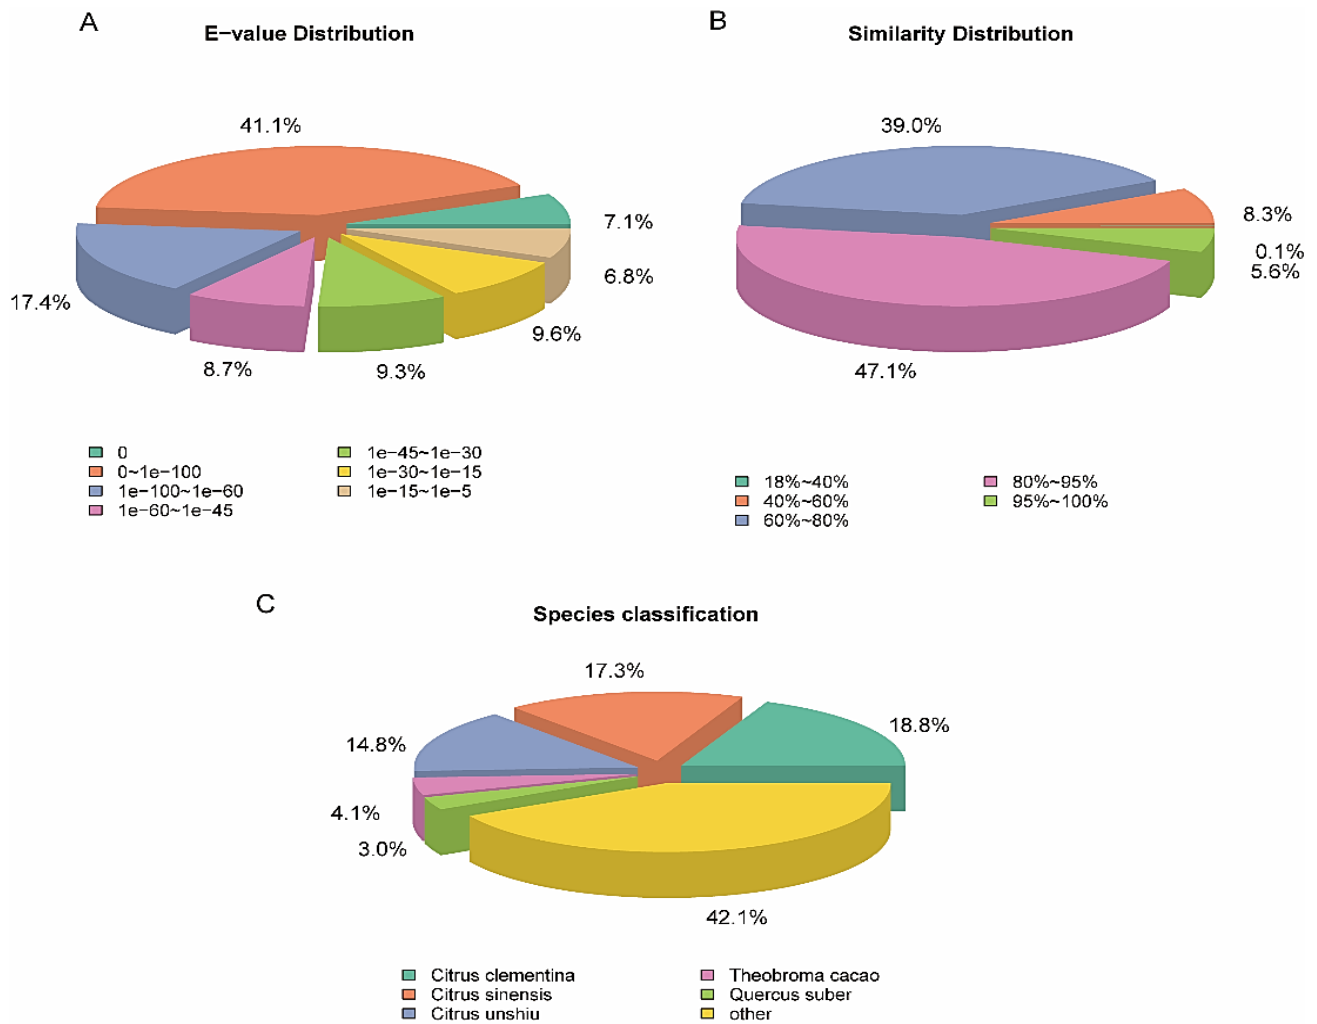 A
E−value Distribution
41.1%
7.1%
6.8%
17.4%
9.6%
8.7%
9.3%
0
0~1e−100
1e−100~1e−60
1e−60~1e−45
1e−45~1e−30
1e−30~1e−15
1e−15~1e−5
B
Similarity Distribution
39.0%
8.3%
0.1%
5.6%
47.1%
18%~40%
40%~60%
60%~80%
80%~95%
95%~100%
C
Species classification
17.3%
18.8%
14.8%
4.1%
3.0%
42.1%
Citrus clementina
Citrus sinensis
Citrus unshiu
Theobroma cacao
Quercus suber
other